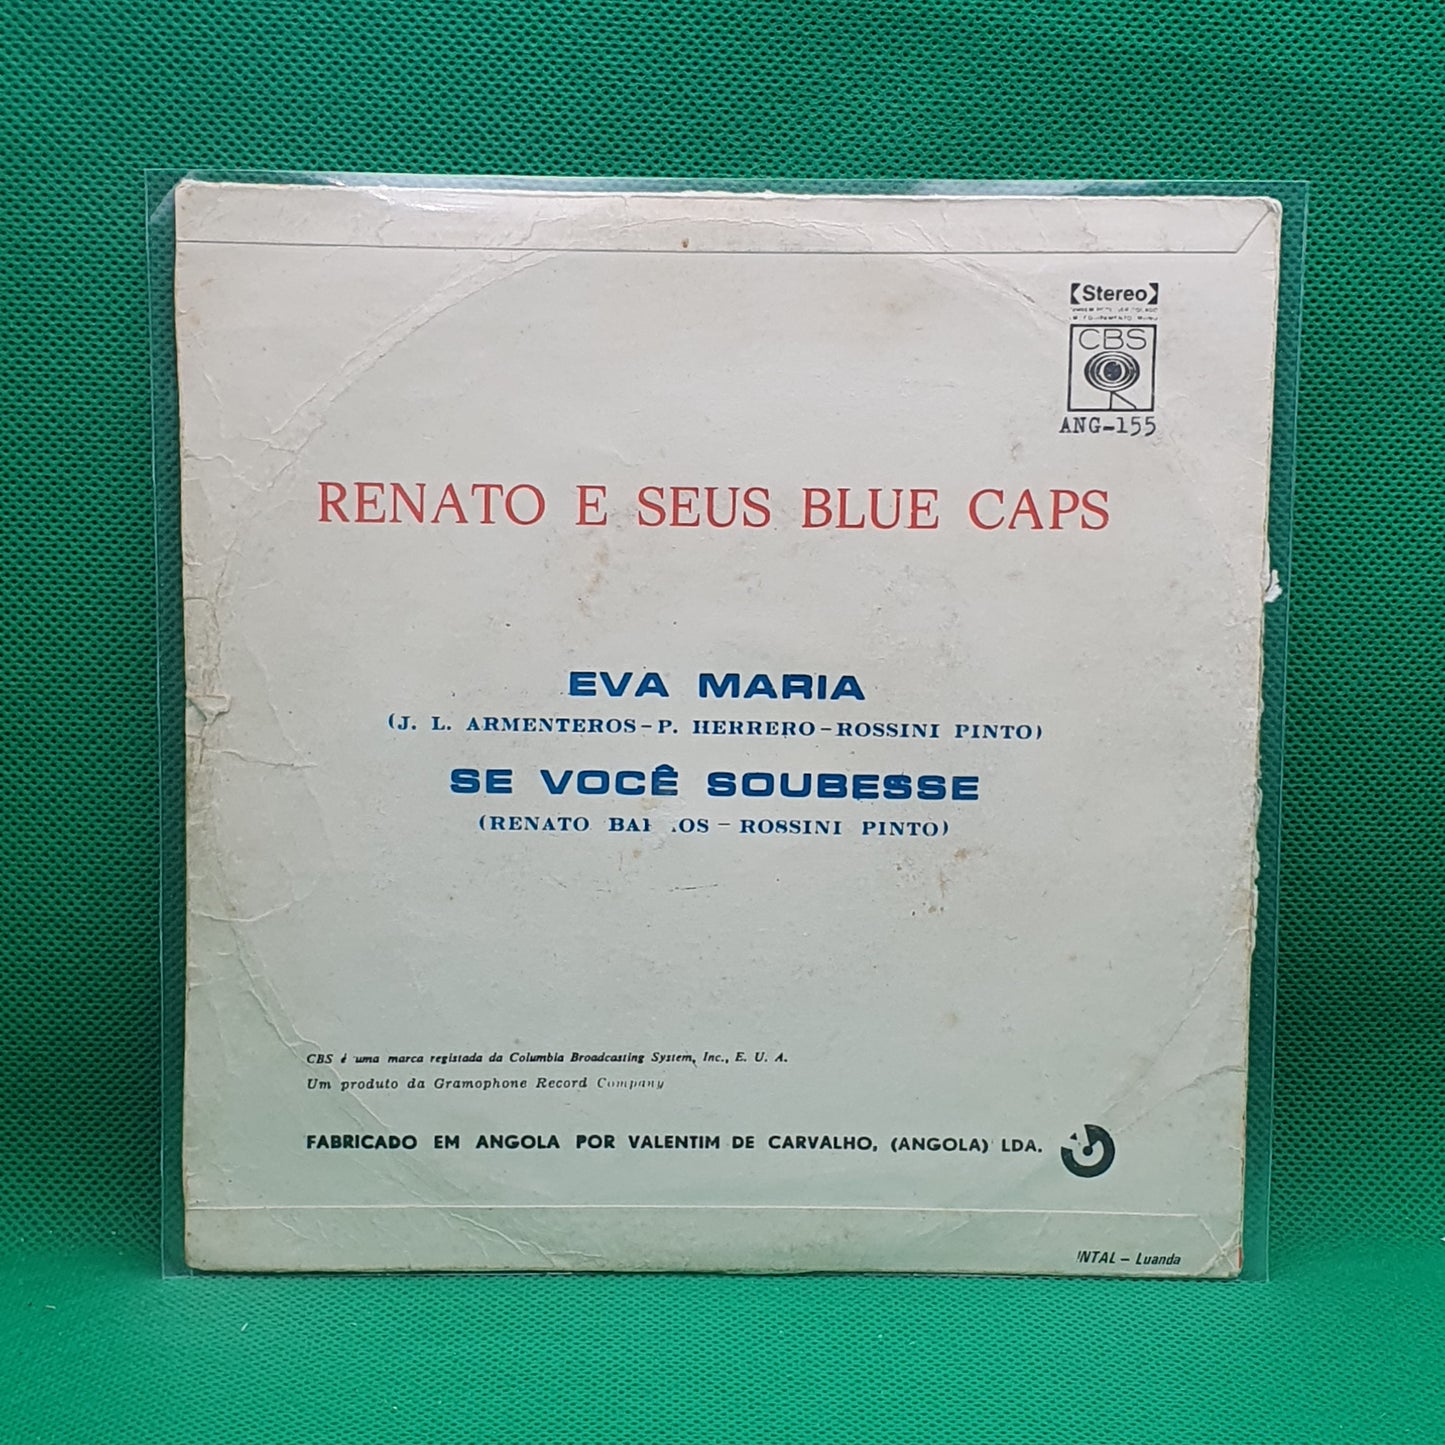 Stereo
CBS
ANG-155
RENATO E SEUS BLUE CAPS
EVA MARIA
(J. L. ARMENTEROS-P. HERRERO-ROSSINI PINTO)
SE VOCÊ SOUBESSE
(RENATO - ROSSINI PINTO)
CBS é uma marca registada da Columbia Broadcasting System, Inc., E. U. A.
Um produto da Gramophone Record Company
FABRICADO EM ANGOLA POR VALENTIM DE CARVALHO, (ANGOLA) LDA.
NTAL - Luanda